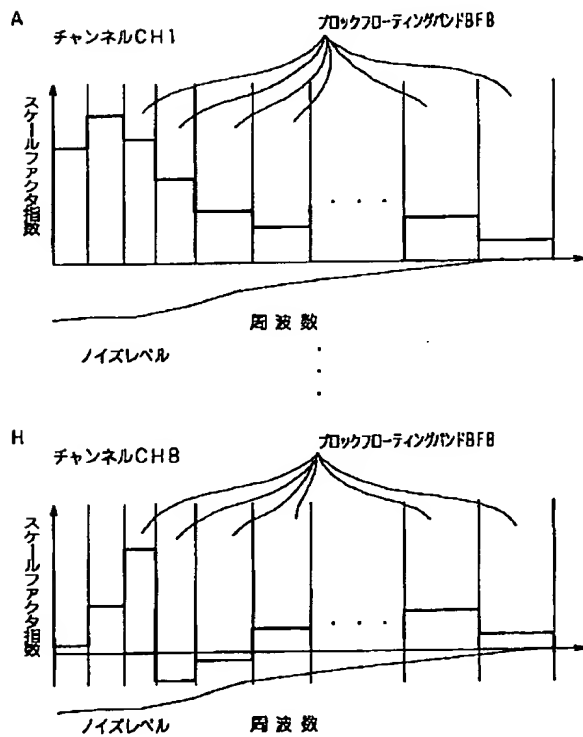 A
チャンネルCH1
ブロックフローティングバンドBFB
スケールファクタ指数
周波数
ノイズレベル
H
チャンネルCH8
ブロックフローティングバンドBFB
スケールファクタ指数
ノイズレベル
周波数